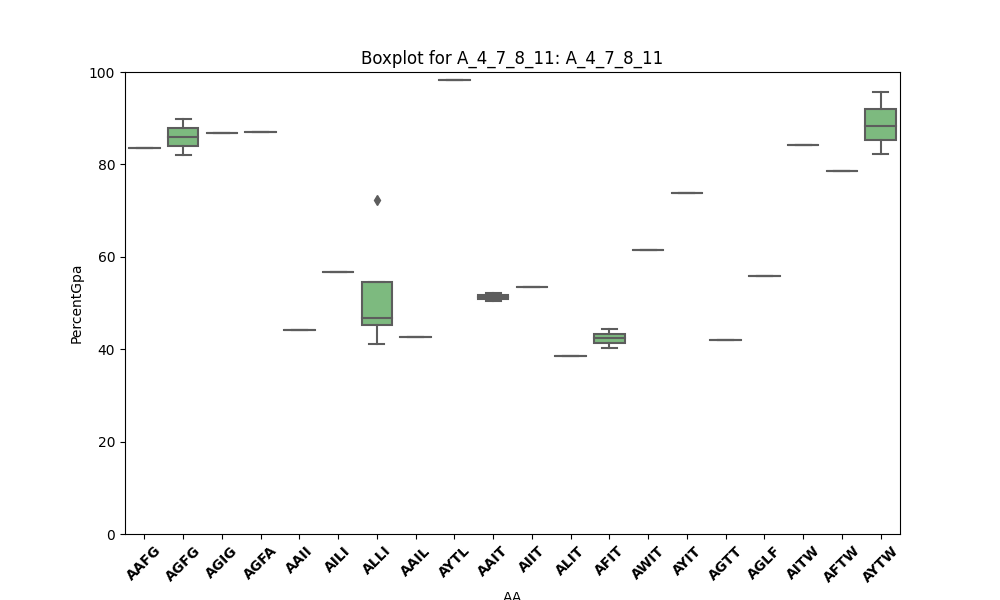 Boxplot for A_4_7_8_11: A_4_7_8_11
100
80
60
40
20
0
PercentGpa
AAFG AGFG AGIG AGFA AAII AILI ALLI AAIL AYTL AAIT AIIT ALIT AFIT AWIT AYIT AGTT AGLF AITW AFTW AYTW
AA